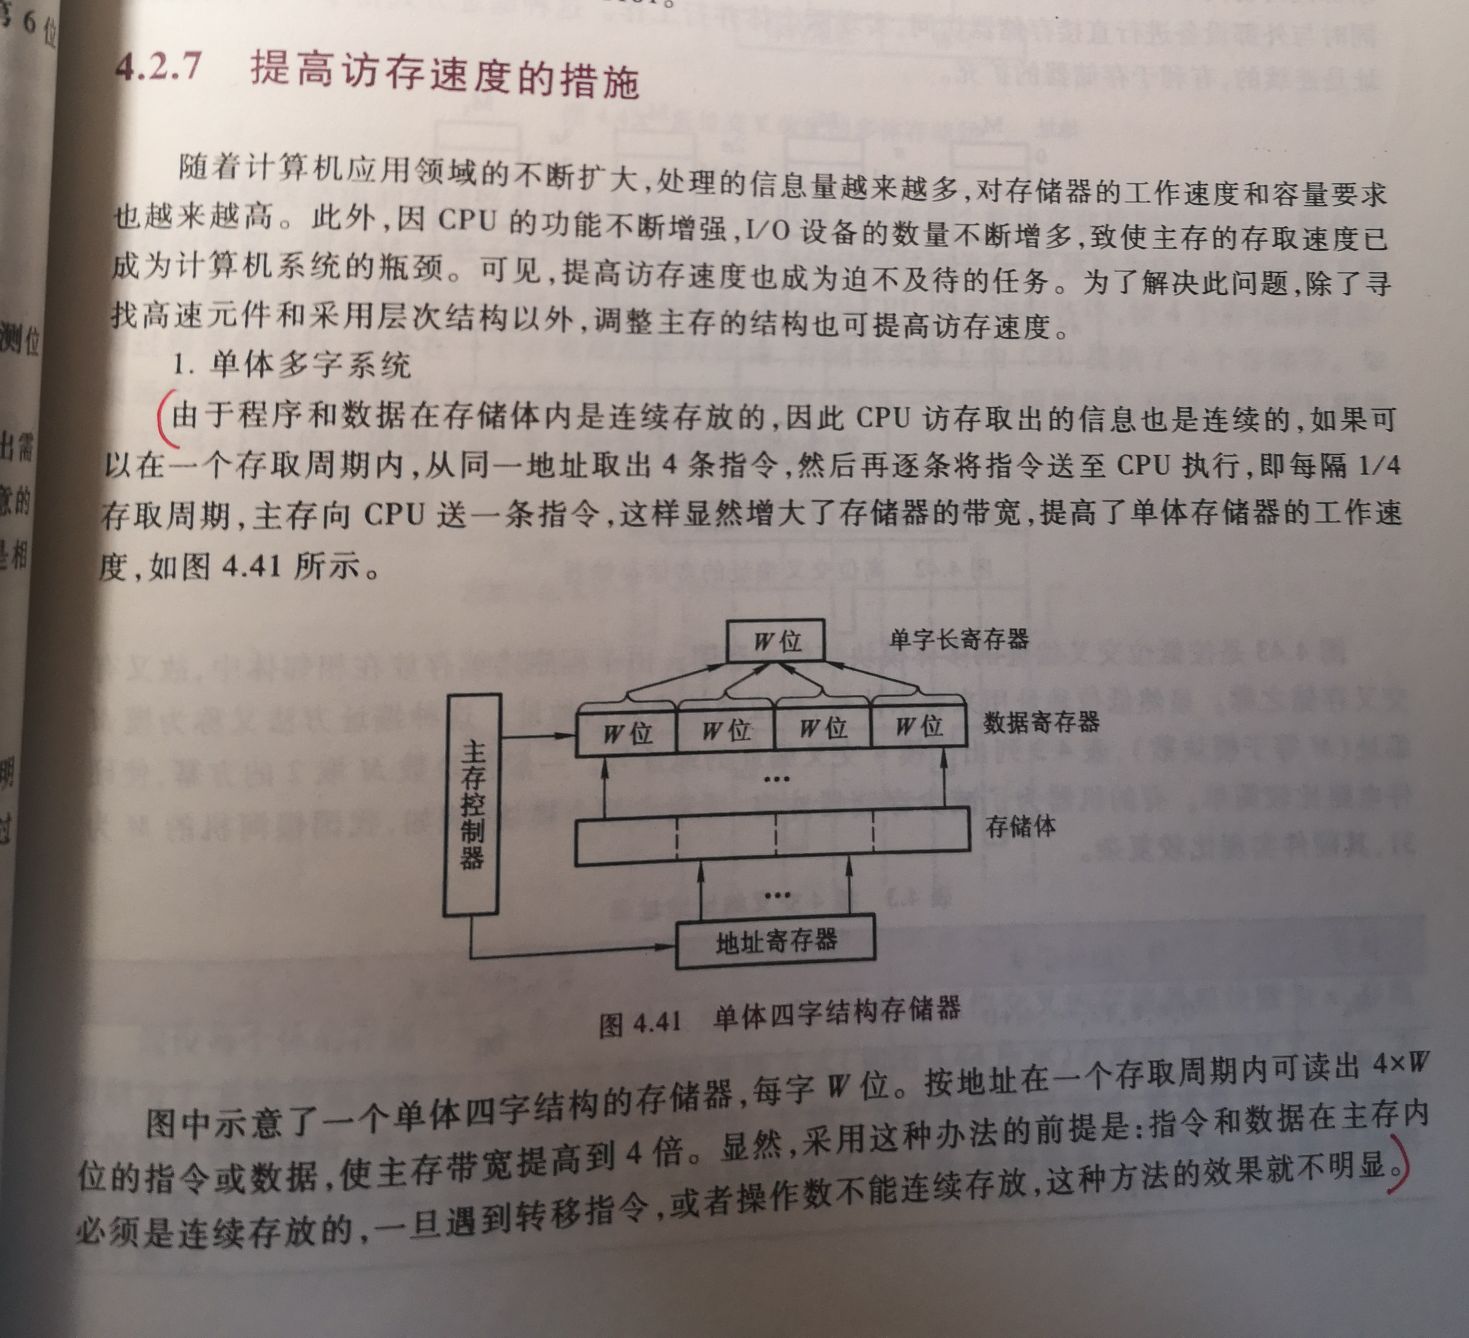 第 6 位
4.2.7 提高访存速度的措施
随着计算机应用领域的不断扩大,处理的信息量越来越多,对存储器的工作速度和容量要求
也越来越高。此外,因 CPU 的功能不断增强,I/O 设备的数量不断增多,致使主存的存取速度已
成为计算机系统的瓶颈。可见,提高访存速度也成为迫不及待的任务。为了解决此问题,除了寻
找高速元件和采用层次结构以外,调整主存的结构也可提高访存速度。
1. 单体多字系统
由于程序和数据在存储体内是连续存放的,因此 CPU 访存取出的信息也是连续的,如果可
以在一个存取周期内,从同一地址取出 4 条指令,然后再逐条将指令送至 CPU 执行,即每隔 1/4
存取周期,主存向 CPU 送一条指令,这样显然增大了存储器的带宽,提高了单体存储器的工作速
度,如图 4.41 所示。
W 位 单字长寄存器
W 位 W 位 W 位 W 位 数据寄存器
主存控制器
…
存储体
…
地址寄存器
图 4.41 单体四字结构存储器
图中示意了一个单体四字结构的存储器,每字 W 位。按地址在一个存取周期内可读出 4×W
位的指令或数据,使主存带宽提高到 4 倍。显然,采用这种办法的前提是:指令和数据在主存内
必须是连续存放的,一旦遇到转移指令,或者操作数不能连续存放,这种方法的效果就不明显。
测位
出需
意的
是相
明
过